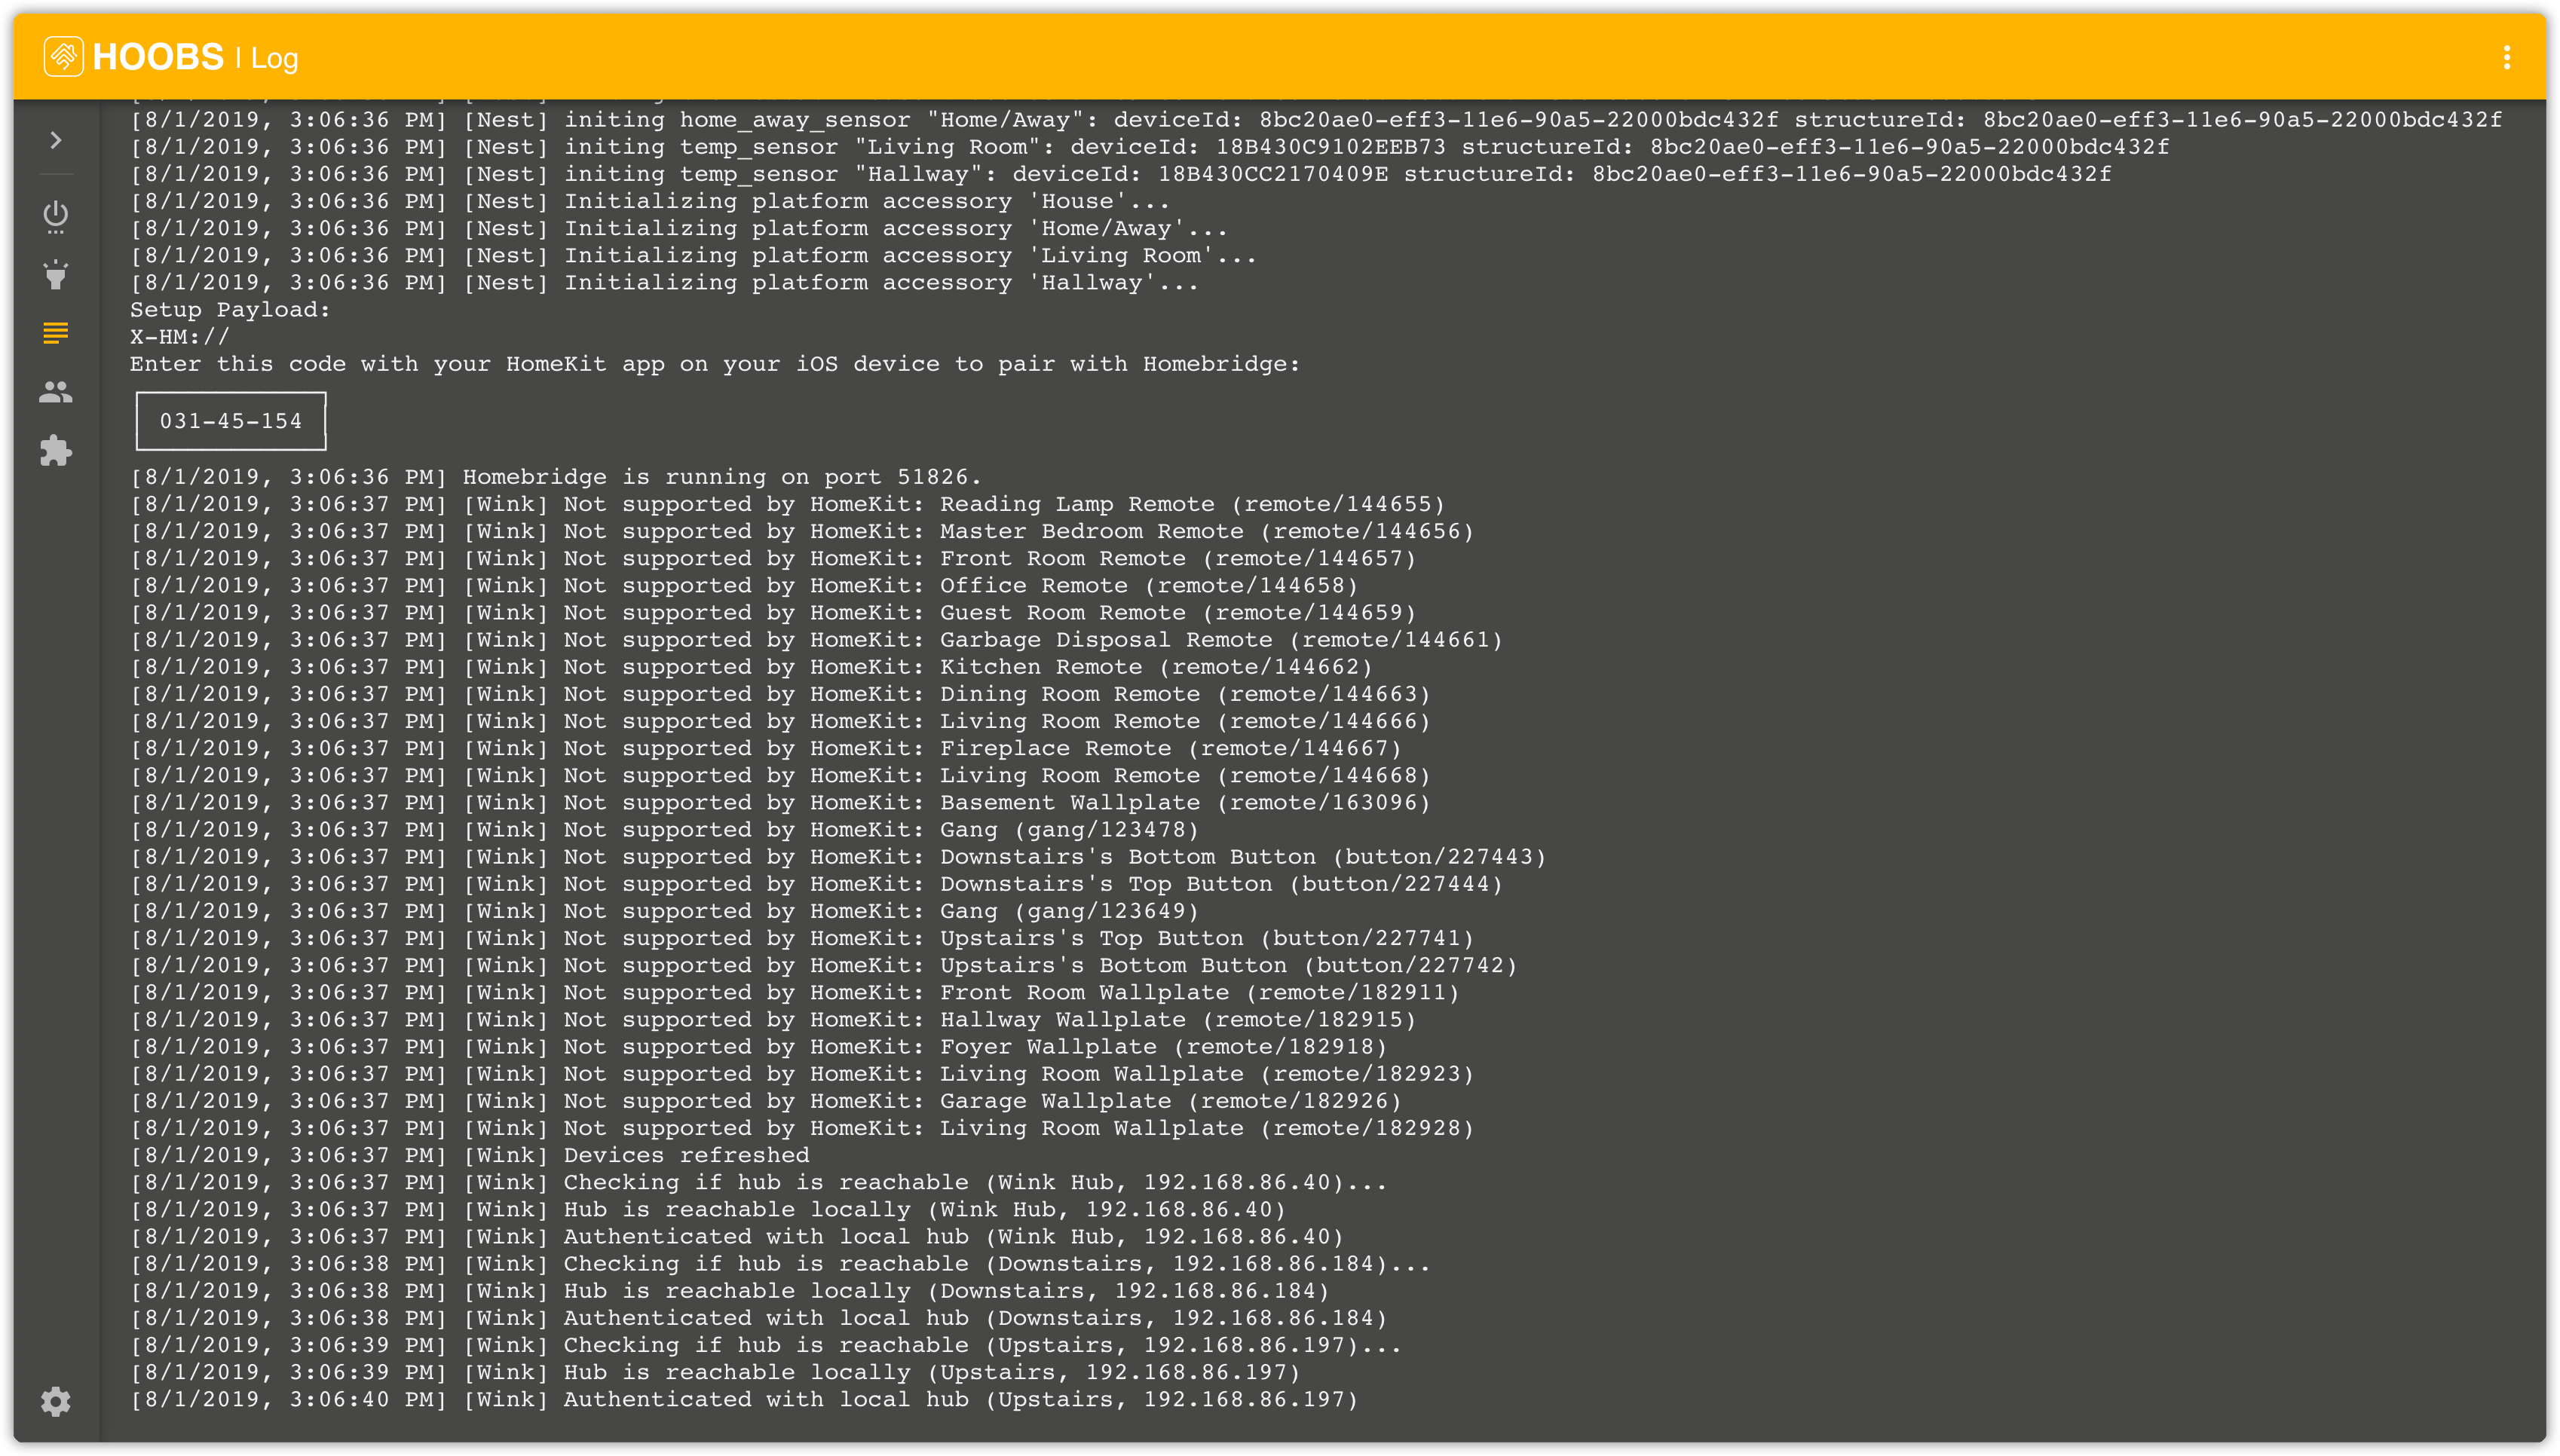 HOOBS | Log
[8/1/2019, 3:06:36 PM] [Nest] initing home_away_sensor "Home/Away": deviceId: 8bc20ae0-eff3-11e6-90a5-22000bdc432f structureId: 8bc20ae0-eff3-11e6-90a5-22000bdc432f
[8/1/2019, 3:06:36 PM] [Nest] initing temp_sensor "Living Room": deviceId: 18B430C9102EEB73 structureId: 8bc20ae0-eff3-11e6-90a5-22000bdc432f
[8/1/2019, 3:06:36 PM] [Nest] initing temp_sensor "Hallway": deviceId: 18B430CC2170409E structureId: 8bc20ae0-eff3-11e6-90a5-22000bdc432f
[8/1/2019, 3:06:36 PM] [Nest] Initializing platform accessory 'House'...
[8/1/2019, 3:06:36 PM] [Nest] Initializing platform accessory 'Home/Away'...
[8/1/2019, 3:06:36 PM] [Nest] Initializing platform accessory 'Living Room'...
[8/1/2019, 3:06:36 PM] [Nest] Initializing platform accessory 'Hallway'...
Setup Payload:
X-HM://
Enter this code with your HomeKit app on your iOS device to pair with Homebridge:
031-45-154
[8/1/2019, 3:06:36 PM] Homebridge is running on port 51826.
[8/1/2019, 3:06:37 PM] [Wink] Not supported by HomeKit: Reading Lamp Remote (remote/144655)
[8/1/2019, 3:06:37 PM] [Wink] Not supported by HomeKit: Master Bedroom Remote (remote/144656)
[8/1/2019, 3:06:37 PM] [Wink] Not supported by HomeKit: Front Room Remote (remote/144657)
[8/1/2019, 3:06:37 PM] [Wink] Not supported by HomeKit: Office Remote (remote/144658)
[8/1/2019, 3:06:37 PM] [Wink] Not supported by HomeKit: Guest Room Remote (remote/144659)
[8/1/2019, 3:06:37 PM] [Wink] Not supported by HomeKit: Garbage Disposal Remote (remote/144661)
[8/1/2019, 3:06:37 PM] [Wink] Not supported by HomeKit: Kitchen Remote (remote/144662)
[8/1/2019, 3:06:37 PM] [Wink] Not supported by HomeKit: Dining Room Remote (remote/144663)
[8/1/2019, 3:06:37 PM] [Wink] Not supported by HomeKit: Living Room Remote (remote/144666)
[8/1/2019, 3:06:37 PM] [Wink] Not supported by HomeKit: Fireplace Remote (remote/144667)
[8/1/2019, 3:06:37 PM] [Wink] Not supported by HomeKit: Living Room Remote (remote/144668)
[8/1/2019, 3:06:37 PM] [Wink] Not supported by HomeKit: Basement Wallplate (remote/163096)
[8/1/2019, 3:06:37 PM] [Wink] Not supported by HomeKit: Gang (gang/123478)
[8/1/2019, 3:06:37 PM] [Wink] Not supported by HomeKit: Downstairs's Bottom Button (button/227443)
[8/1/2019, 3:06:37 PM] [Wink] Not supported by HomeKit: Downstairs's Top Button (button/227444)
[8/1/2019, 3:06:37 PM] [Wink] Not supported by HomeKit: Gang (gang/123649)
[8/1/2019, 3:06:37 PM] [Wink] Not supported by HomeKit: Upstairs's Top Button (button/227741)
[8/1/2019, 3:06:37 PM] [Wink] Not supported by HomeKit: Upstairs's Bottom Button (button/227742)
[8/1/2019, 3:06:37 PM] [Wink] Not supported by HomeKit: Front Room Wallplate (remote/182911)
[8/1/2019, 3:06:37 PM] [Wink] Not supported by HomeKit: Hallway Wallplate (remote/182915)
[8/1/2019, 3:06:37 PM] [Wink] Not supported by HomeKit: Foyer Wallplate (remote/182918)
[8/1/2019, 3:06:37 PM] [Wink] Not supported by HomeKit: Living Room Wallplate (remote/182923)
[8/1/2019, 3:06:37 PM] [Wink] Not supported by HomeKit: Garage Wallplate (remote/182926)
[8/1/2019, 3:06:37 PM] [Wink] Not supported by HomeKit: Living Room Wallplate (remote/182928)
[8/1/2019, 3:06:37 PM] [Wink] Devices refreshed
[8/1/2019, 3:06:37 PM] [Wink] Checking if hub is reachable (Wink Hub, 192.168.86.40)...
[8/1/2019, 3:06:37 PM] [Wink] Hub is reachable locally (Wink Hub, 192.168.86.40)
[8/1/2019, 3:06:37 PM] [Wink] Authenticated with local hub (Wink Hub, 192.168.86.40)
[8/1/2019, 3:06:38 PM] [Wink] Checking if hub is reachable (Downstairs, 192.168.86.184)...
[8/1/2019, 3:06:38 PM] [Wink] Hub is reachable locally (Downstairs, 192.168.86.184)
[8/1/2019, 3:06:38 PM] [Wink] Authenticated with local hub (Downstairs, 192.168.86.184)
[8/1/2019, 3:06:39 PM] [Wink] Checking if hub is reachable (Upstairs, 192.168.86.197)...
[8/1/2019, 3:06:39 PM] [Wink] Hub is reachable locally (Upstairs, 192.168.86.197)
[8/1/2019, 3:06:40 PM] [Wink] Authenticated with local hub (Upstairs, 192.168.86.197)